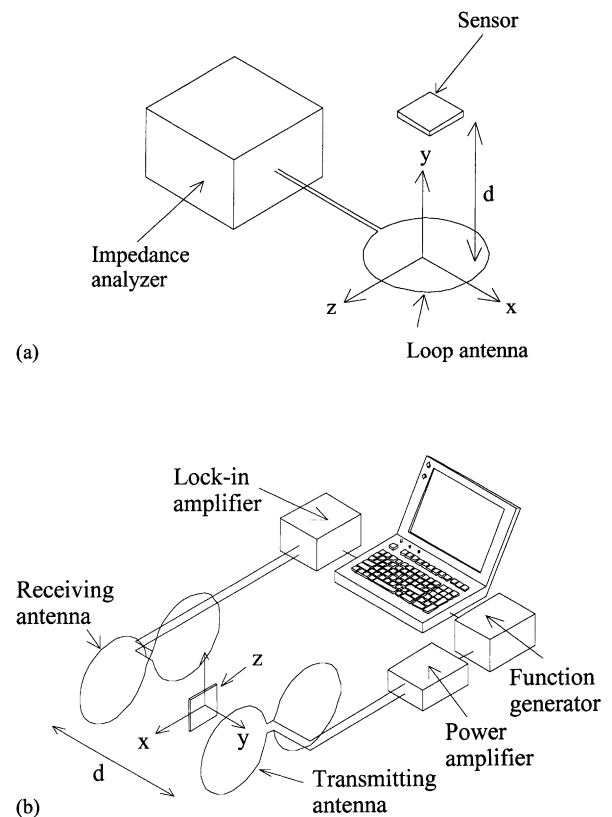 Sensor
y
d
Impedance
analyzer
z
x
Loop antenna
(a)
Lock-in
amplifier
Receiving
antenna
z
x
y
Function
generator
Power
amplifier
d
Transmitting
antenna
(b)